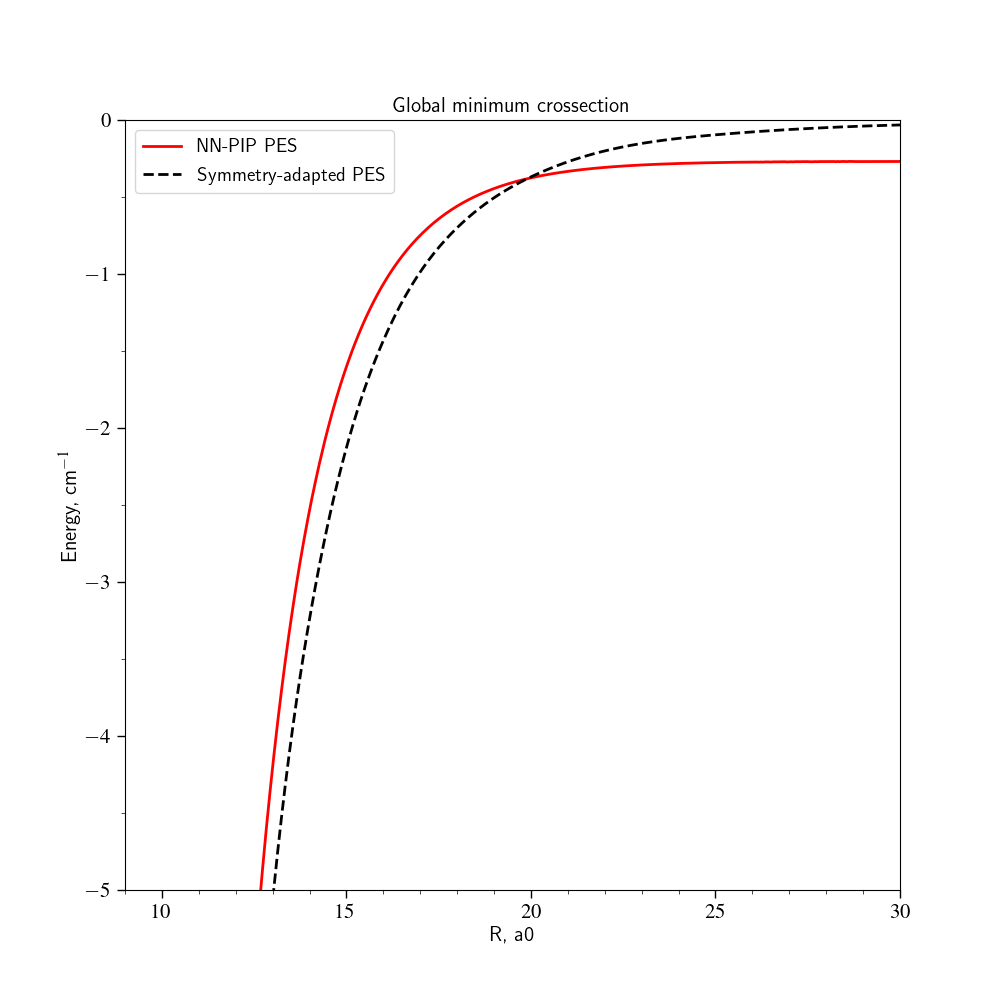 Global minimum crossection
NN-PIP PES
Symmetry-adapted PES
Energy, cm⁻¹
0
−1
−2
−3
−4
−5
10 15 20 25 30
R, a0